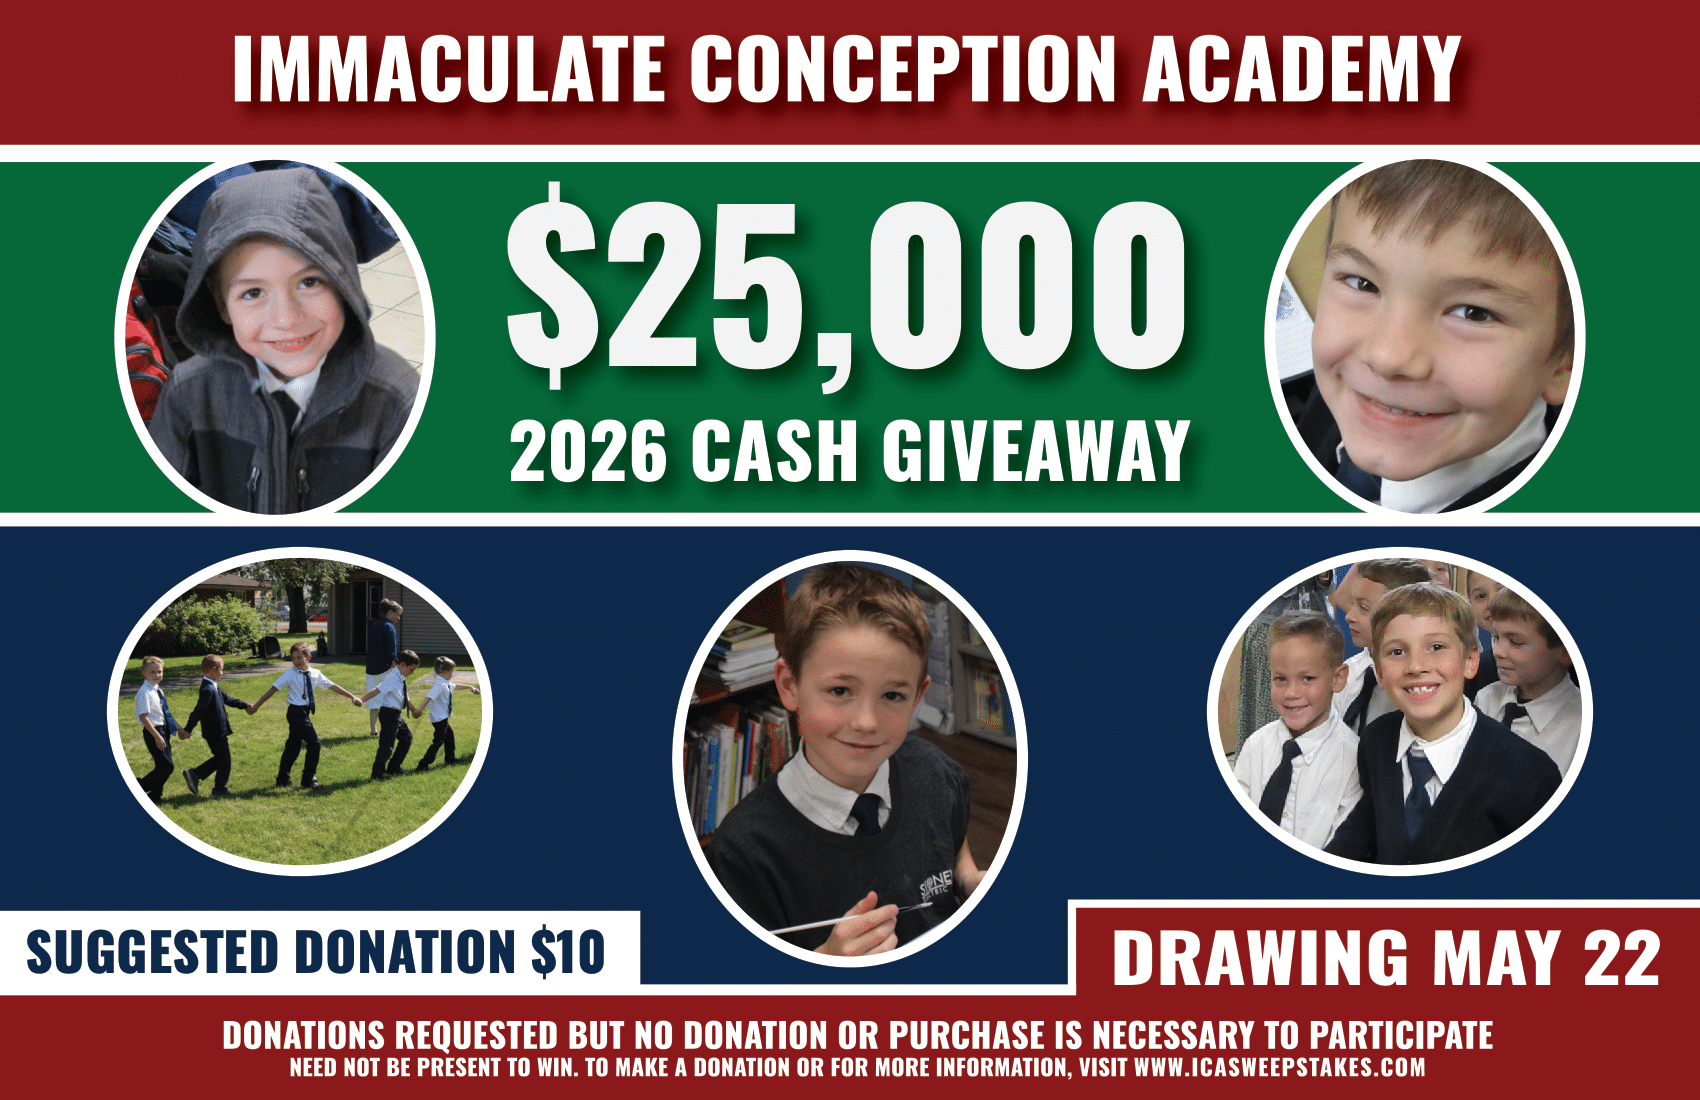 IMMACULATE CONCEPTION ACADEMY
$25,000
2026 CASH GIVEAWAY
SUGGESTED DONATION $10
DRAWING MAY 22
DONATIONS REQUESTED BUT NO DONATION OR PURCHASE IS NECESSARY TO PARTICIPATE
NEED NOT BE PRESENT TO WIN. TO MAKE A DONATION OR FOR MORE INFORMATION, VISIT WWW.ICASWEEPSTAKES.COM